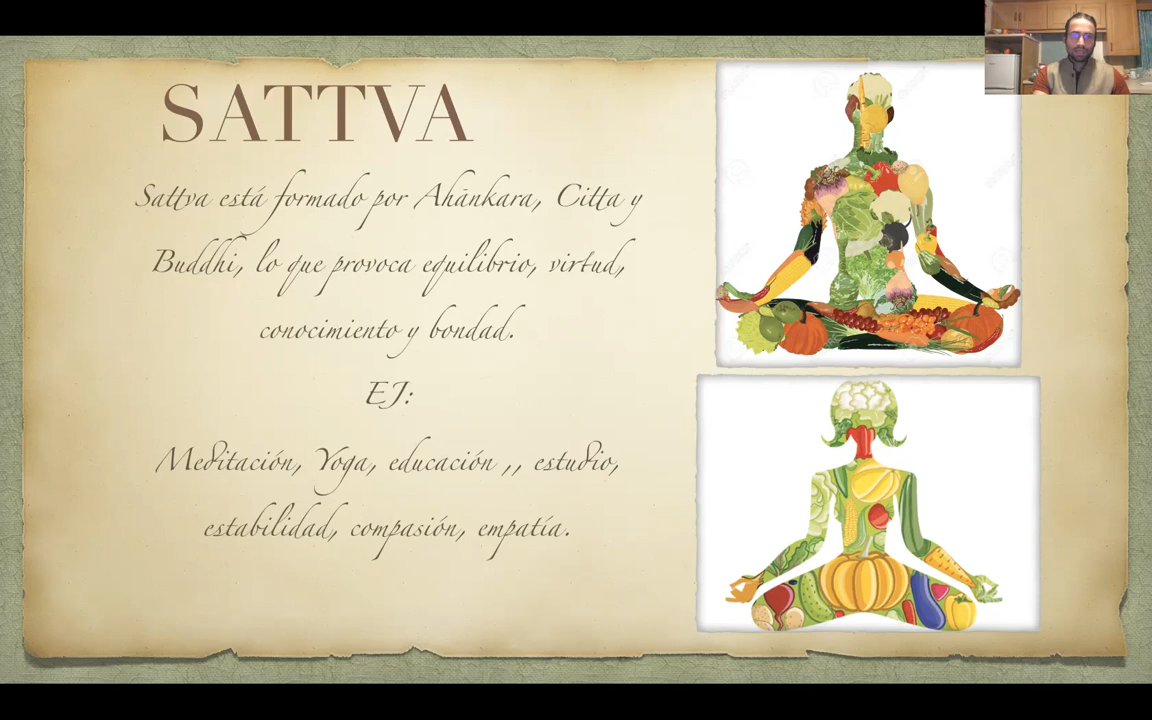 SATTVA
Sattva está formado por Ahānkara, Citta y
Buddhi, lo que provoca equilibrio, virtud,
conocimiento y bondad.
EJ:
Meditación, Yoga, educación ,, estudio,
estabilidad, compasión, empatía.